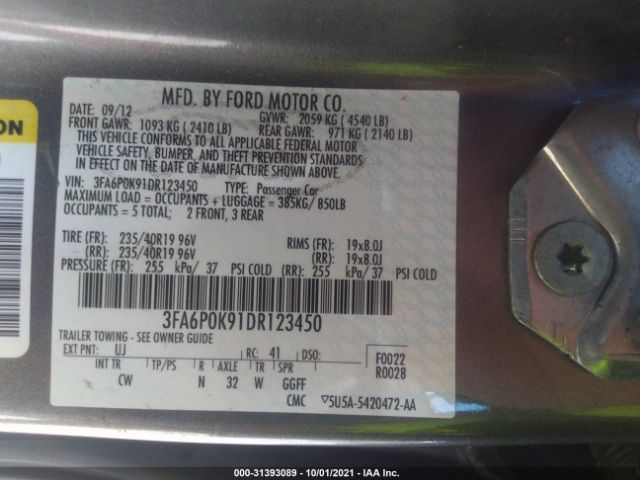 MFD. BY FORD MOTOR CO.
DATE: 09/12 GVWR: 2059 KG ( 4540 LB)
FRONT GAWR: 1093 KG ( 2410 LB) REAR GAWR: 971 KG ( 2140 LB)
THIS VEHICLE CONFORMS TO ALL APPLICABLE FEDERAL MOTOR
VEHICLE SAFETY, BUMPER, AND THEFT PREVENTION STANDARDS
IN EFFECT ON THE DATE OF MANUFACTURE SHOWN ABOVE.
VIN: 3FA6P0K91DR123450 TYPE: Passenger Car
MAXIMUM LOAD = OCCUPANTS + LUGGAGE = 385KG/ 850LB
OCCUPANTS = 5 TOTAL; 2 FRONT, 3 REAR
TIRE (FR): 235/40R19 96V RIMS (FR): 19x8.0J
(RR): 235/40R19 96V (RR): 19x8.0J
PRESSURE (FR): 255 kPa/ 37 PSI COLD (RR): 255 kPa/ 37 PSI COLD
3FA6P0K91DR123450
TRAILER TOWING - SEE OWNER GUIDE
EXT PNT: UJ RC: 41 DSO: F0022
INT TR TP/PS R AXLE TR SPR R0028
CW N 32 W GGFF
CMC ▽5U5A-5420472-AA
ON
000-31393089 - 10/01/2021 - IAA Inc.